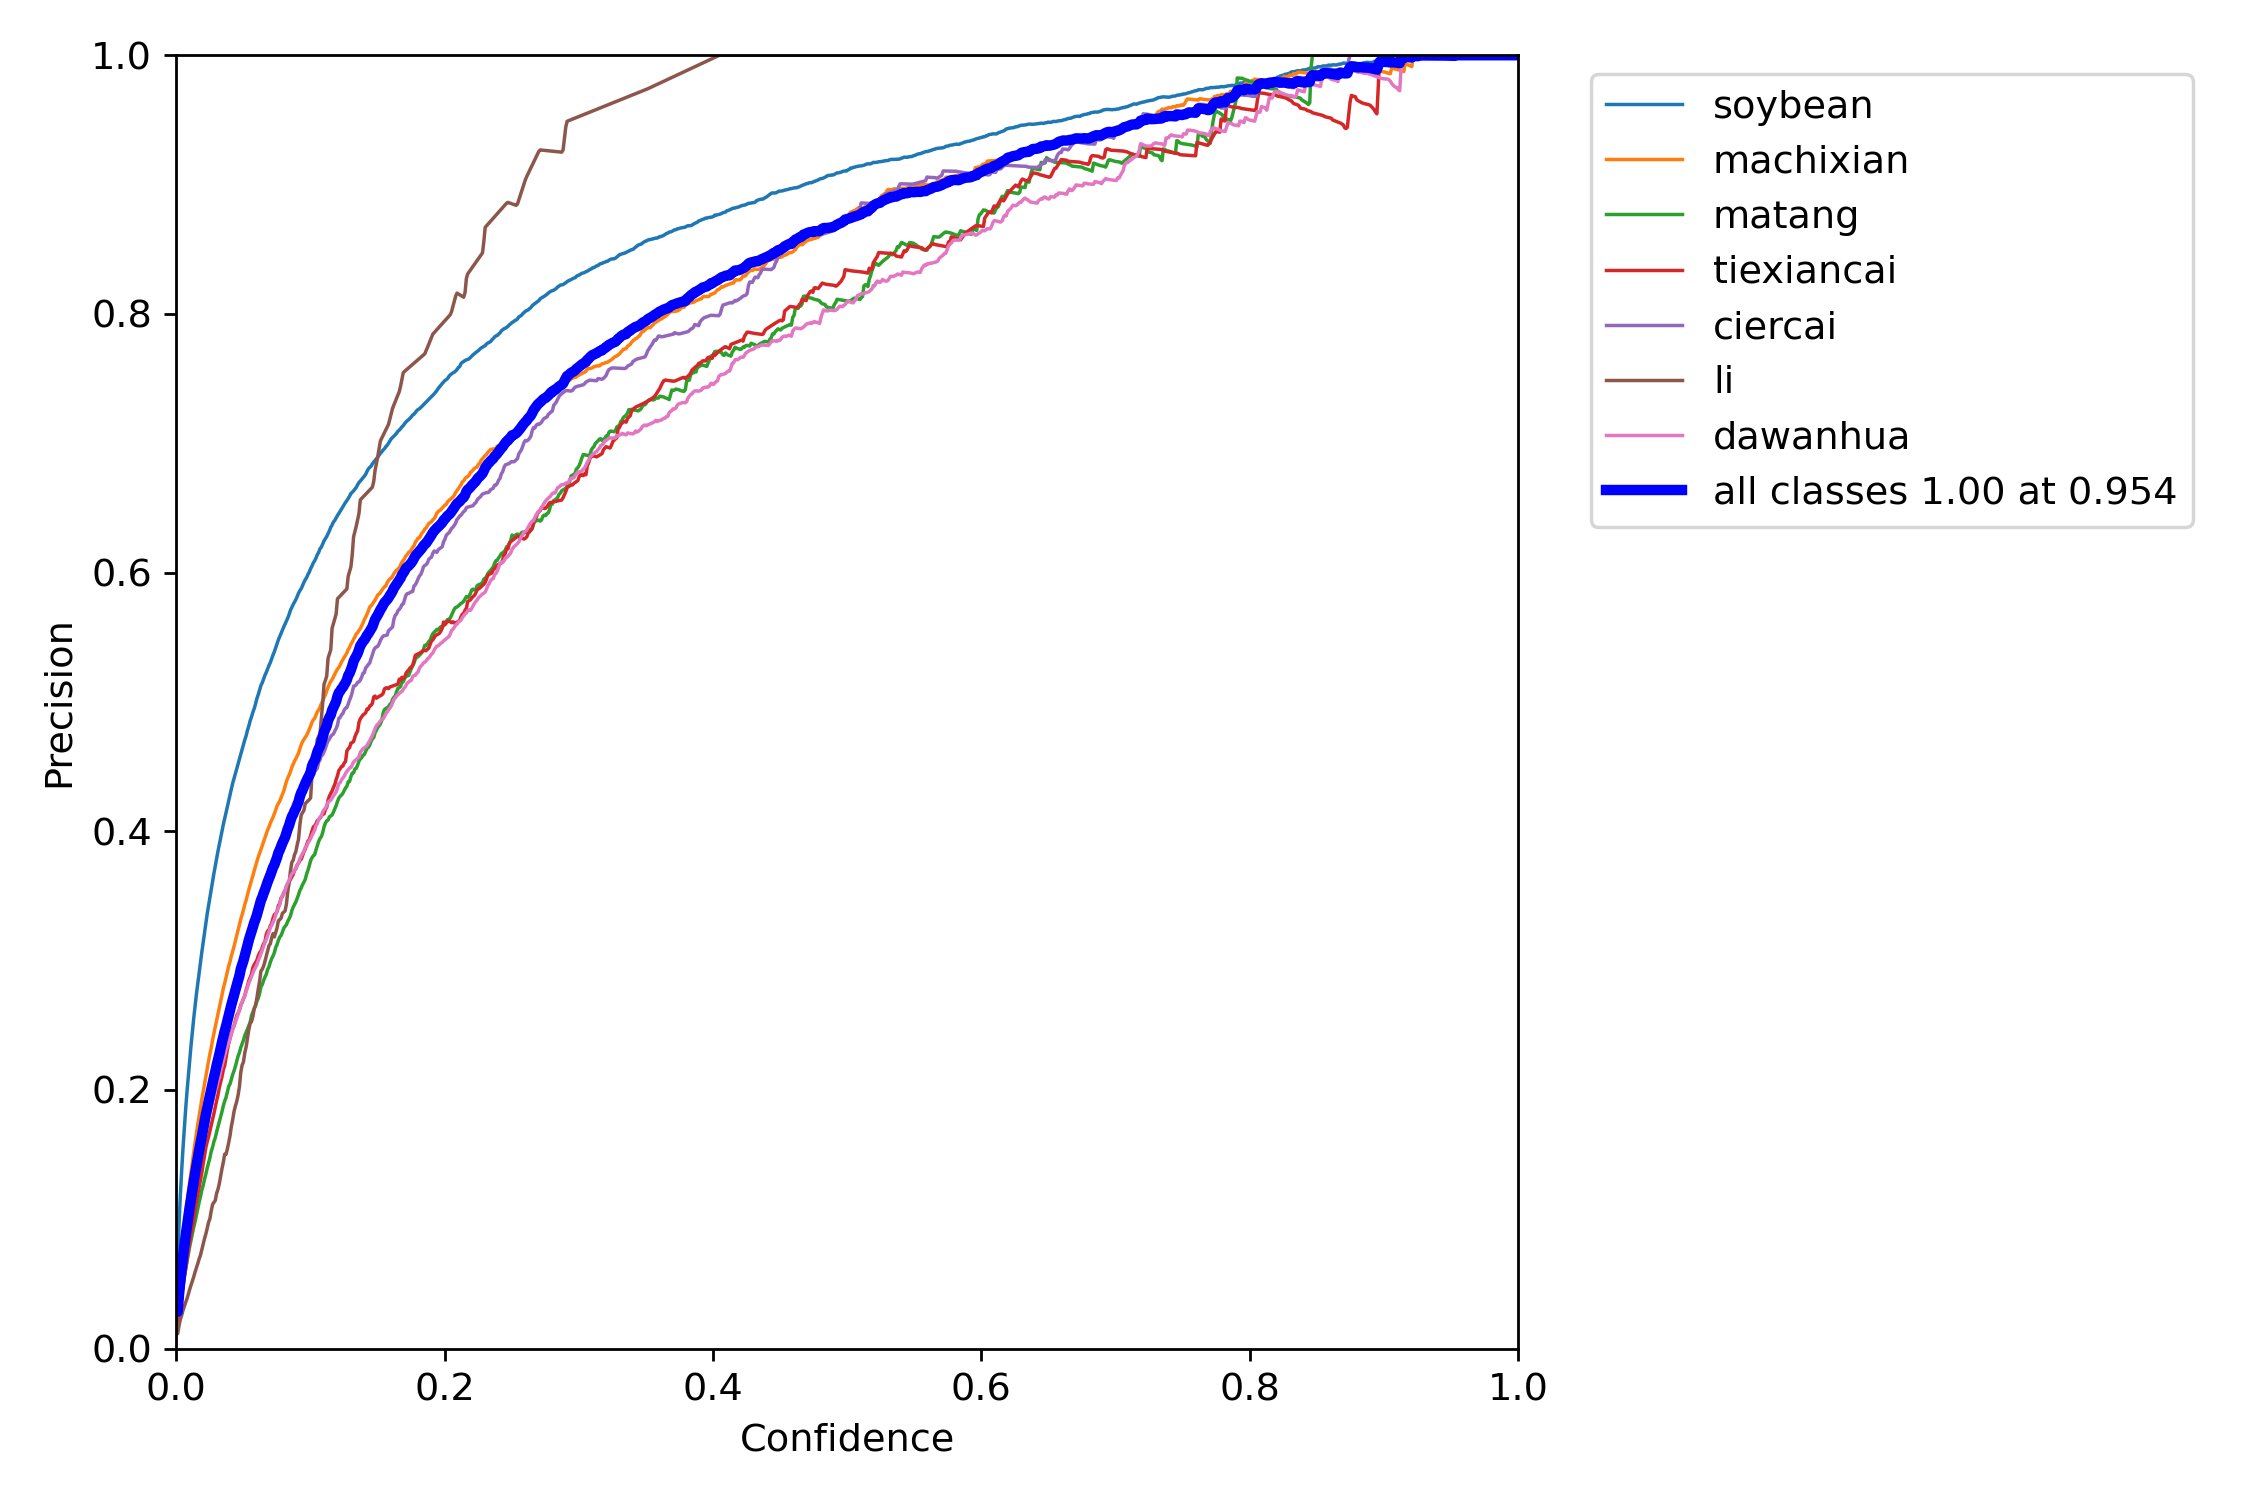 1.0
0.8
0.6
0.4
0.2
0.0
Precision
0.0 0.2 0.4 0.6 0.8 1.0
Confidence
soybean
machixian
matang
tiexiancai
ciercai
li
dawanhua
all classes 1.00 at 0.954